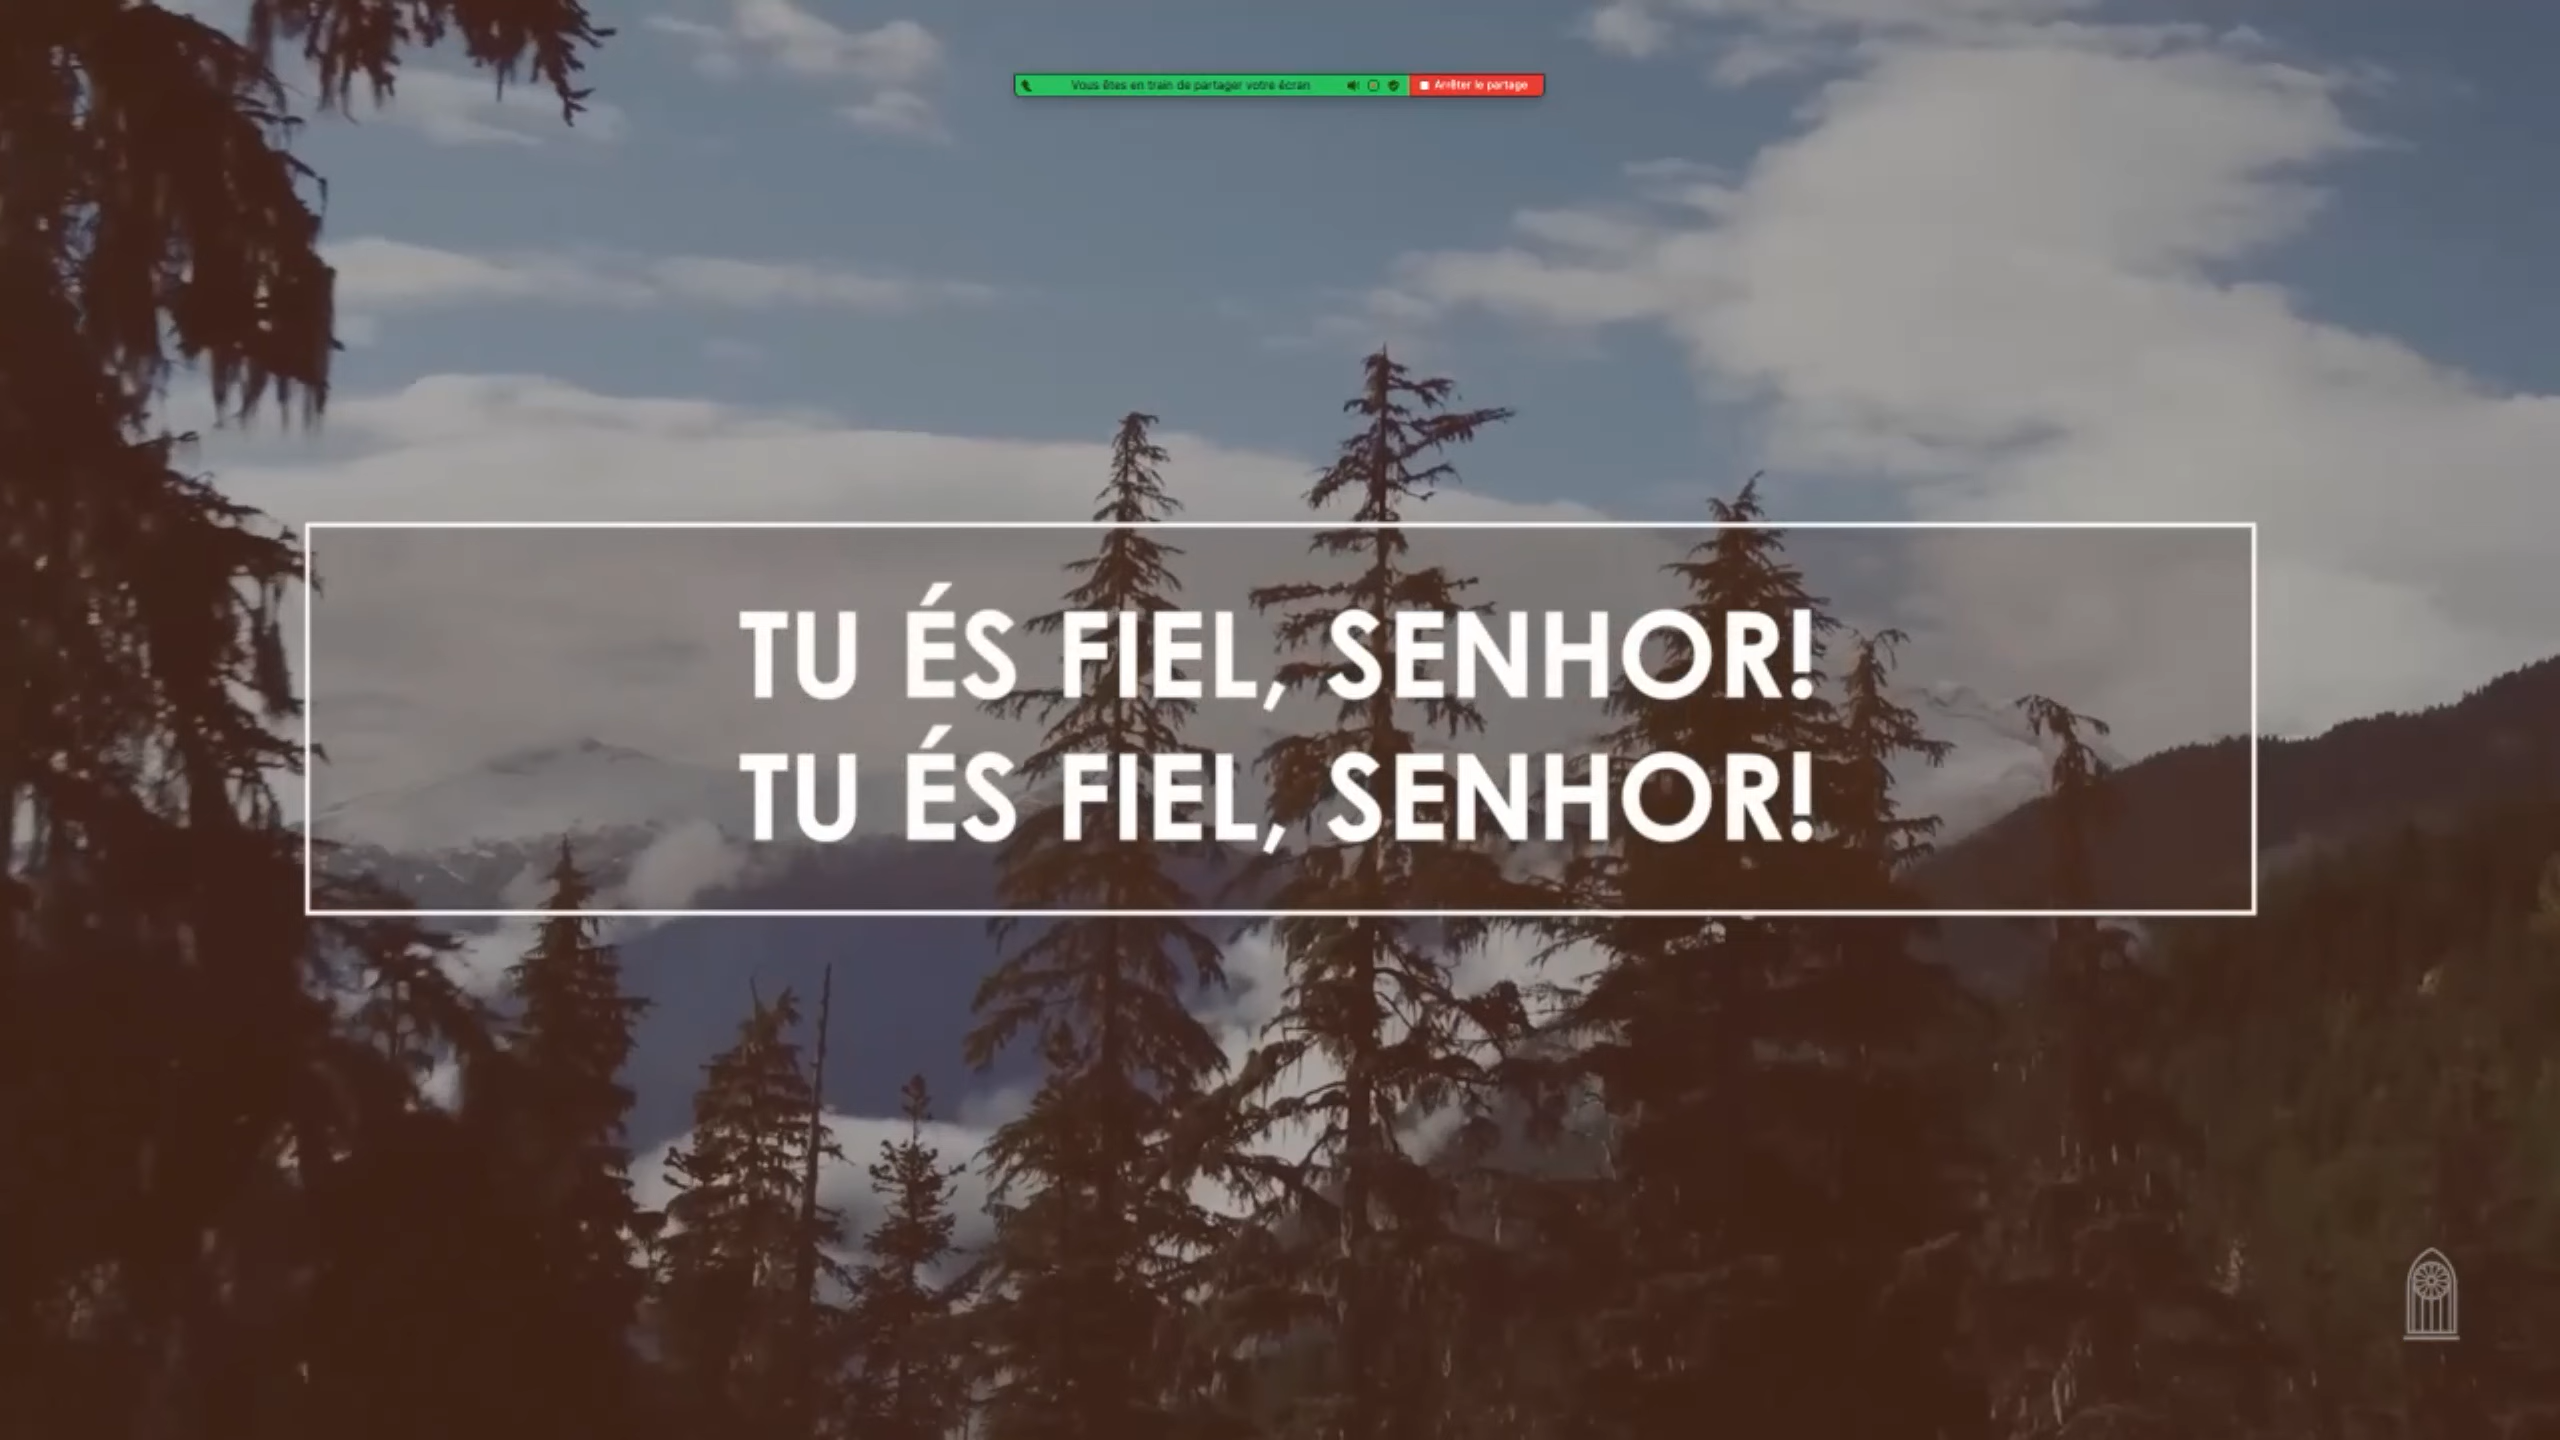 Vous êtes en train de partager votre écran
Arrêter le partage
TU ÉS FIEL, SENHOR!
TU ÉS FIEL, SENHOR!